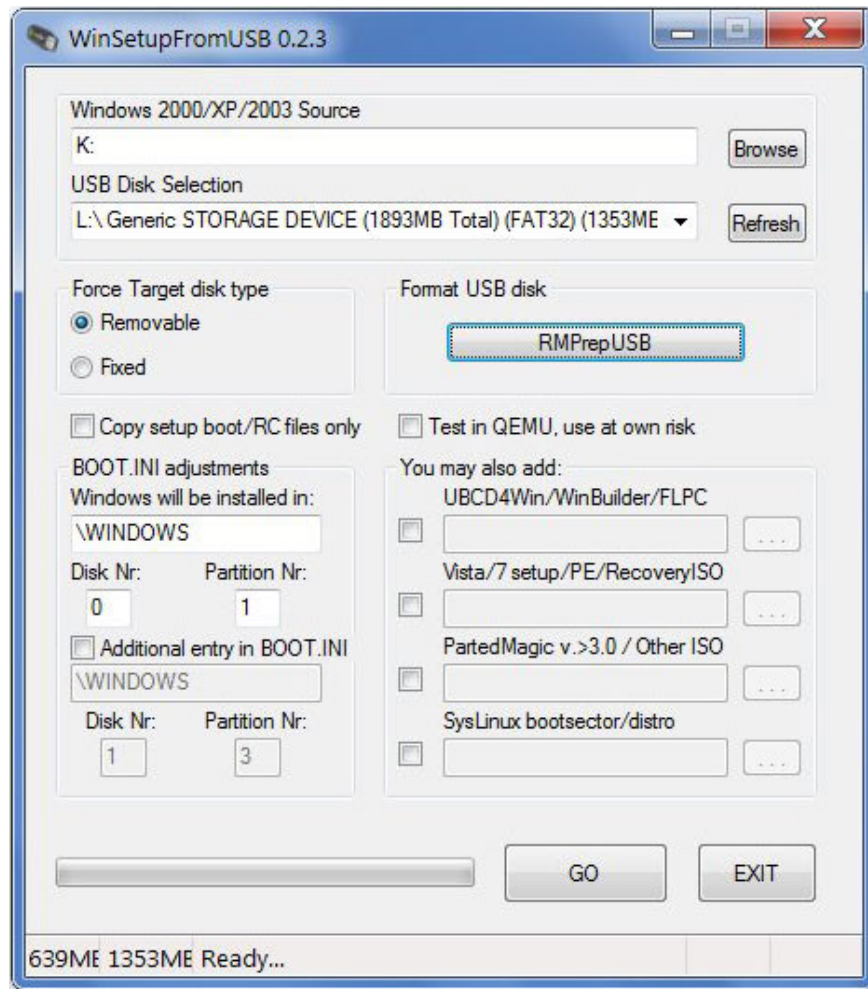 WinSetupFromUSB 0.2.3
Windows 2000/XP/2003 Source
K:
Browse
USB Disk Selection
L:\ Generic STORAGE DEVICE (1893MB Total) (FAT32) (1353ME
Refresh
Force Target disk type
Removable
Fixed
Format USB disk
RMPrepUSB
Copy setup boot/RC files only
Test in QEMU, use at own risk
BOOT.INI adjustments
Windows will be installed in:
\WINDOWS
Disk Nr: Partition Nr:
0 1
Additional entry in BOOT.INI
\WINDOWS
Disk Nr: Partition Nr:
1 3
You may also add:
UBCD4Win/WinBuilder/FLPC
...
Vista/7 setup/PE/RecoveryISO
...
PartedMagic v.>3.0 / Other ISO
...
SysLinux bootsector/distro
...
GO
EXIT
639ME 1353ME Ready...